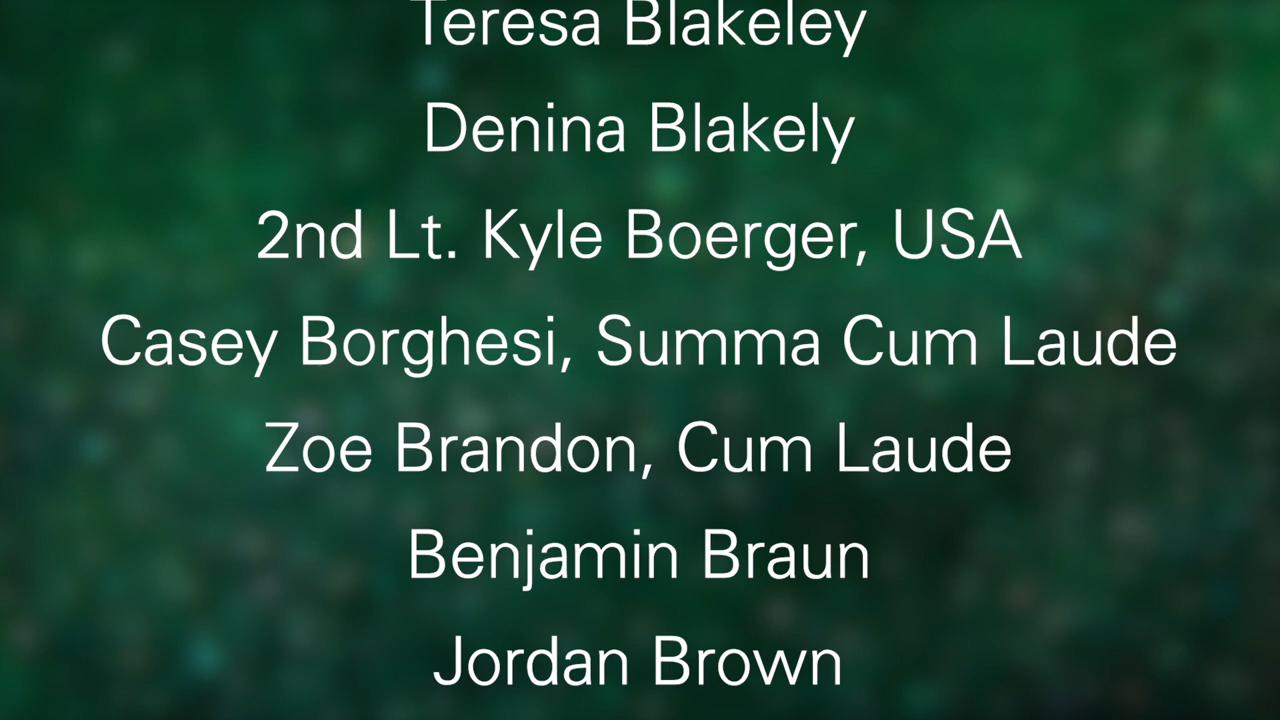 Teresa Blakeley
Denina Blakely
2nd Lt. Kyle Boerger, USA
Casey Borghesi, Summa Cum Laude
Zoe Brandon, Cum Laude
Benjamin Braun
Jordan Brown